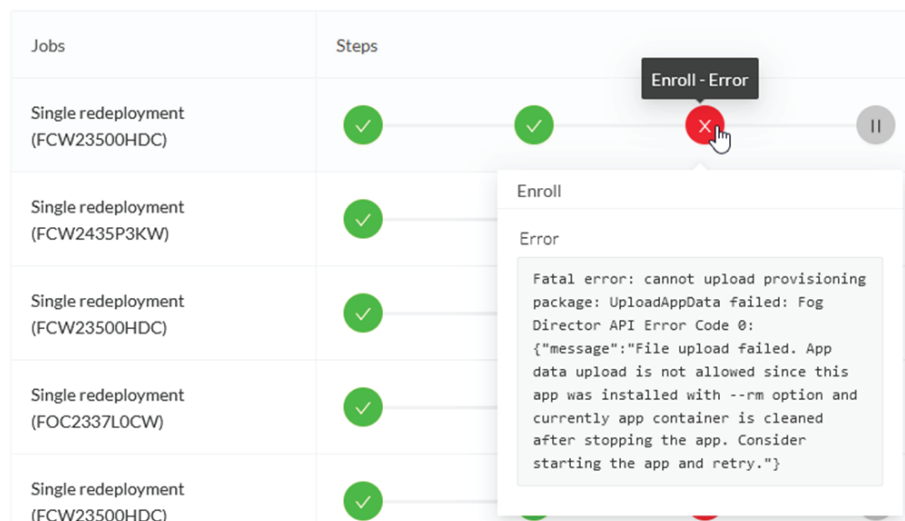 Jobs
Steps
Enroll - Error
Single redeployment
(FCW23500HDC)
Single redeployment
(FCW2435P3KW)
Single redeployment
(FCW23500HDC)
Single redeployment
(FOC2337L0CW)
Single redeployment
(FCW23500HDC)
Enroll
Error
Fatal error: cannot upload provisioning
package: UploadAppData failed: Fog
Director API Error Code 0:
{"message":"File upload failed. App
data upload is not allowed since this
app was installed with --rm option and
currently app container is cleaned
after stopping the app. Consider
starting the app and retry."}